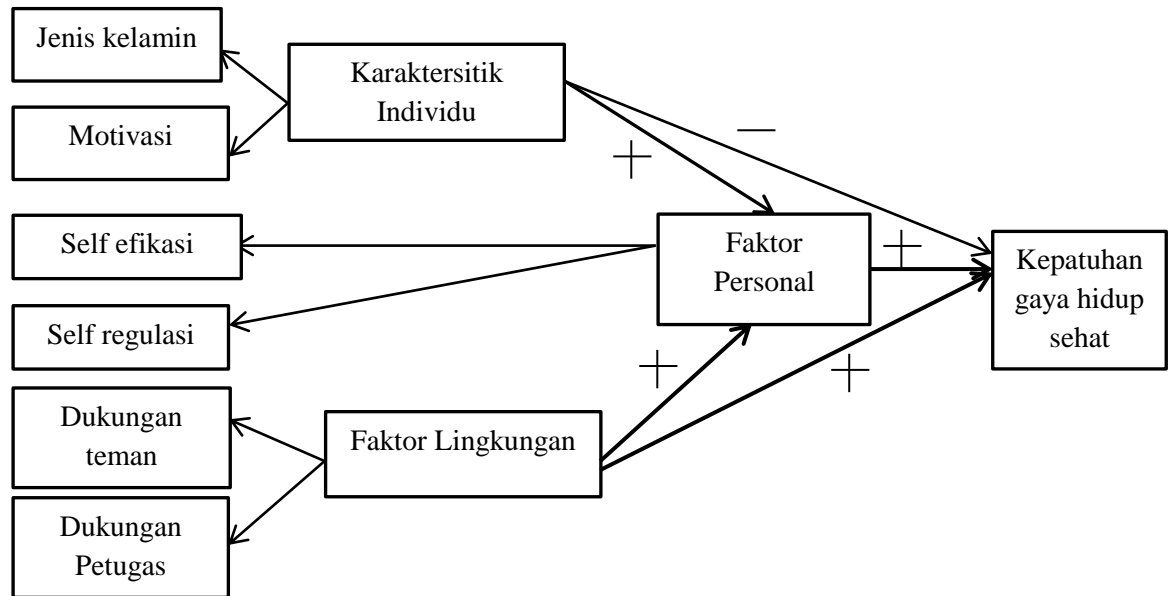 Jenis kelamin
Karaktersitik
Individu
Motivasi
—
+
Self efikasi
Faktor
Personal
+
Kepatuhan
gaya hidup
sehat
Self regulasi
+
+
Dukungan
teman
Faktor Lingkungan
Dukungan
Petugas